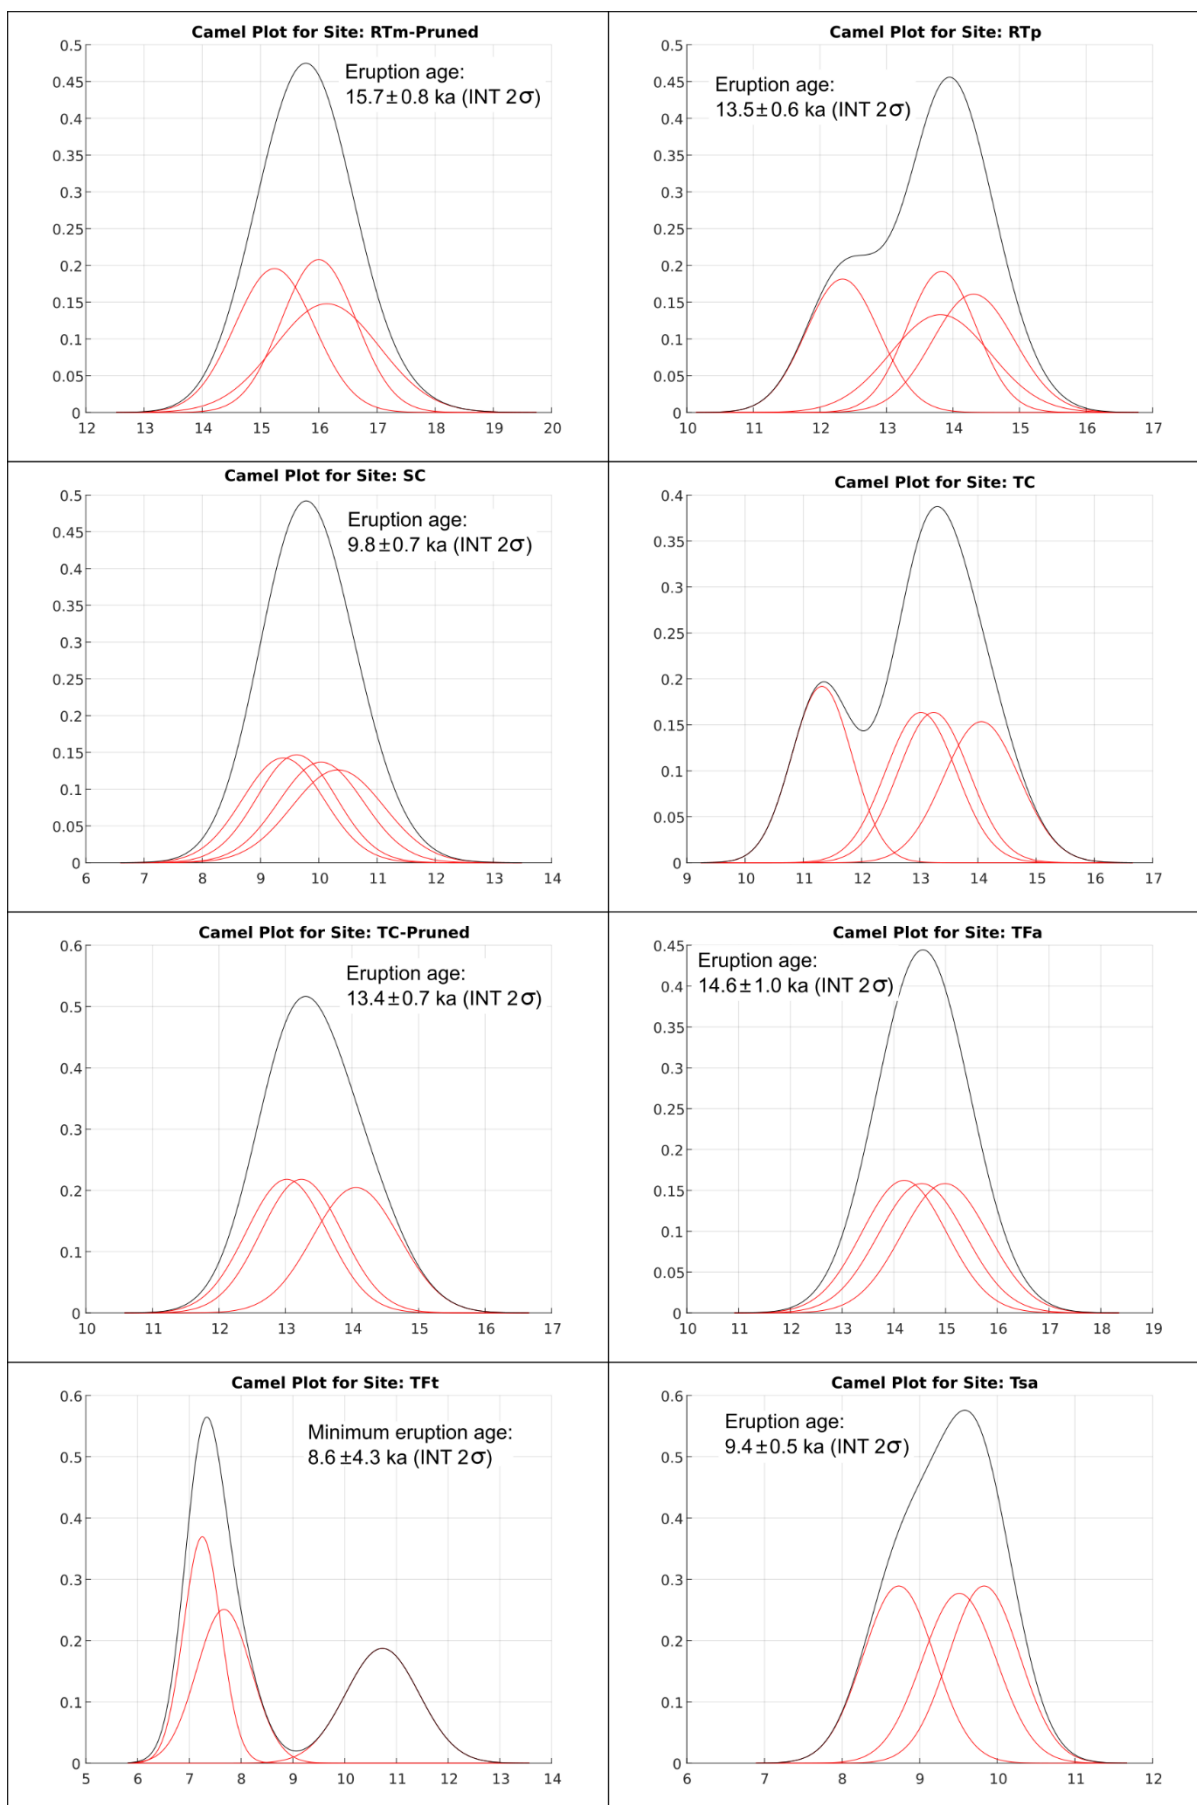 Camel Plot for Site: RTm-Pruned
Eruption age:
15.7±0.8 ka (INT 2σ)
0.5
0.45
0.4
0.35
0.3
0.25
0.2
0.15
0.1
0.05
0
12 13 14 15 16 17 18 19 20
Camel Plot for Site: RTp
Eruption age:
13.5±0.6 ka (INT 2σ)
0.5
0.45
0.4
0.35
0.3
0.25
0.2
0.15
0.1
0.05
0
10 11 12 13 14 15 16 17
Camel Plot for Site: SC
Eruption age:
9.8±0.7 ka (INT 2σ)
0.5
0.45
0.4
0.35
0.3
0.25
0.2
0.15
0.1
0.05
0
6 7 8 9 10 11 12 13 14
Camel Plot for Site: TC
0.4
0.35
0.3
0.25
0.2
0.15
0.1
0.05
0
9 10 11 12 13 14 15 16 17
Camel Plot for Site: TC-Pruned
Eruption age:
13.4±0.7 ka (INT 2σ)
0.6
0.5
0.4
0.3
0.2
0.1
0
10 11 12 13 14 15 16 17
Camel Plot for Site: TFa
Eruption age:
14.6±1.0 ka (INT 2σ)
0.45
0.4
0.35
0.3
0.25
0.2
0.15
0.1
0.05
0
10 11 12 13 14 15 16 17 18 19
Camel Plot for Site: TFt
Minimum eruption age:
8.6±4.3 ka (INT 2σ)
0.6
0.5
0.4
0.3
0.2
0.1
0
5 6 7 8 9 10 11 12 13 14
Camel Plot for Site: Tsa
Eruption age:
9.4±0.5 ka (INT 2σ)
0.6
0.5
0.4
0.3
0.2
0.1
0
6 7 8 9 10 11 12